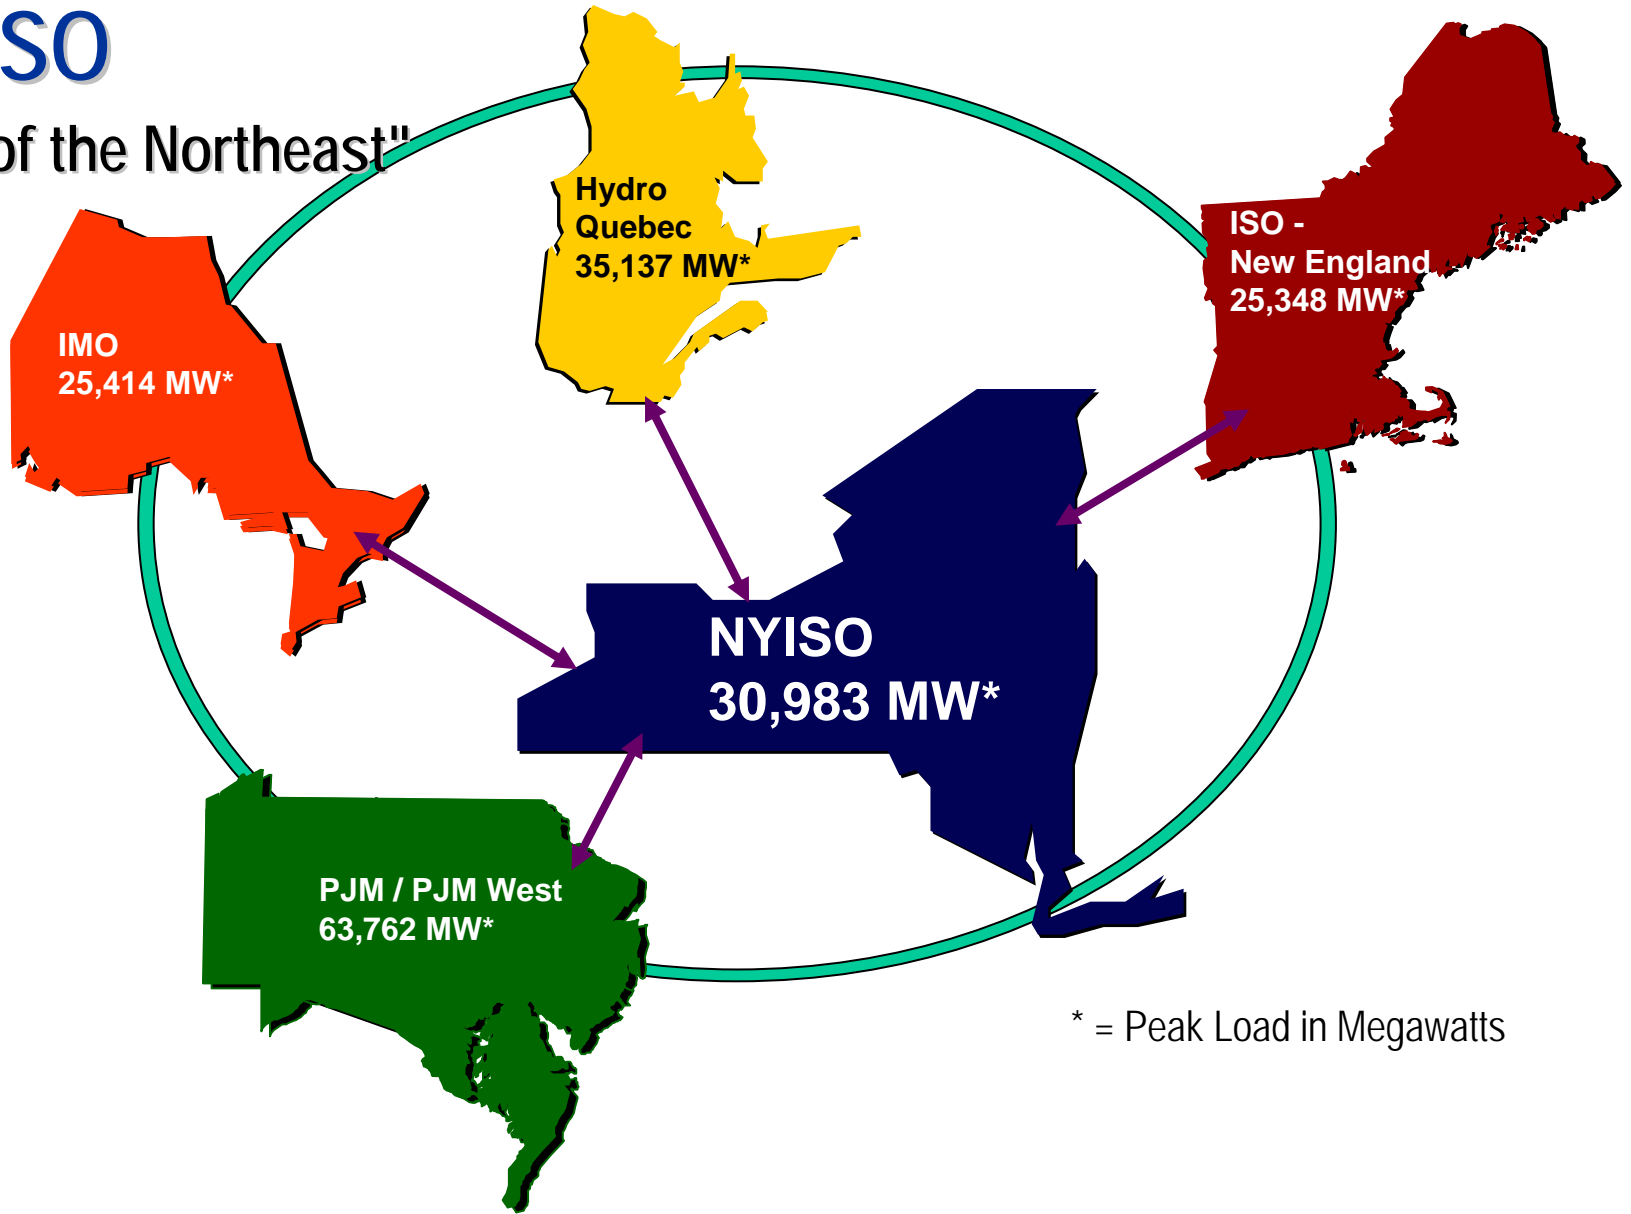 SO
of the Northeast"
Hydro
Quebec
35,137 MW*
ISO -
New England
25,348 MW*
IMO
25,414 MW*
NYISO
30,983 MW*
PJM / PJM West
63,762 MW*
* = Peak Load in Megawatts